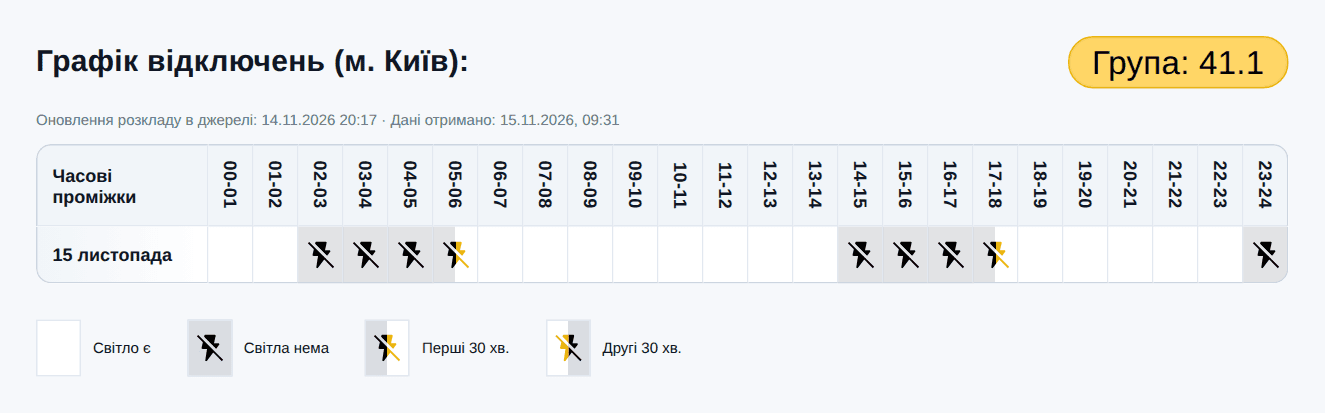 Графік відключень (м. Київ):
Група: 41.1
Оновлення розкладу в джерелі: 14.11.2026 20:17 · Дані отримано: 15.11.2026, 09:31
Часові
проміжки
00-01
01-02
02-03
03-04
04-05
05-06
06-07
07-08
08-09
09-10
10-11
11-12
12-13
13-14
14-15
15-16
16-17
17-18
18-19
19-20
20-21
21-22
22-23
23-24
15 листопада
Світло є
Світла нема
Перші 30 хв.
Другі 30 хв.